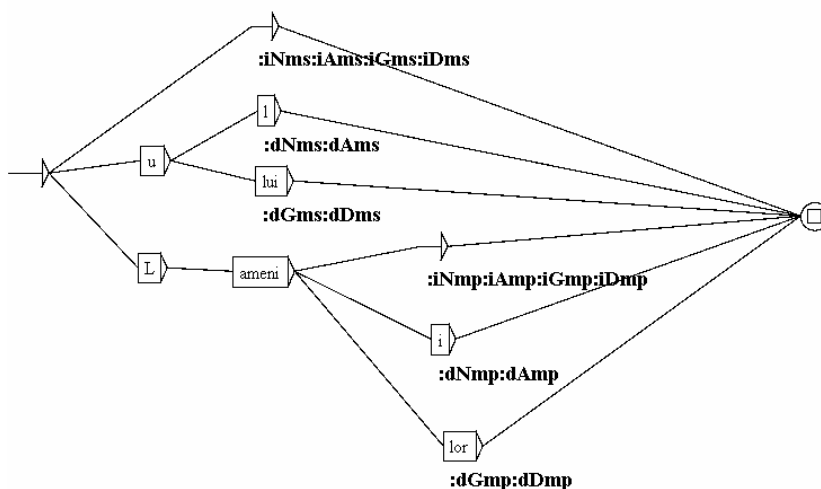 :iNms:iAms:iGms:iDms
l
:dNms:dAms
u
lui
:dGms:dDms
L
ameni
:iNmp:iAmp:iGmp:iDmp
i
:dNmp:dAmp
lor
:dGmp:dDmp